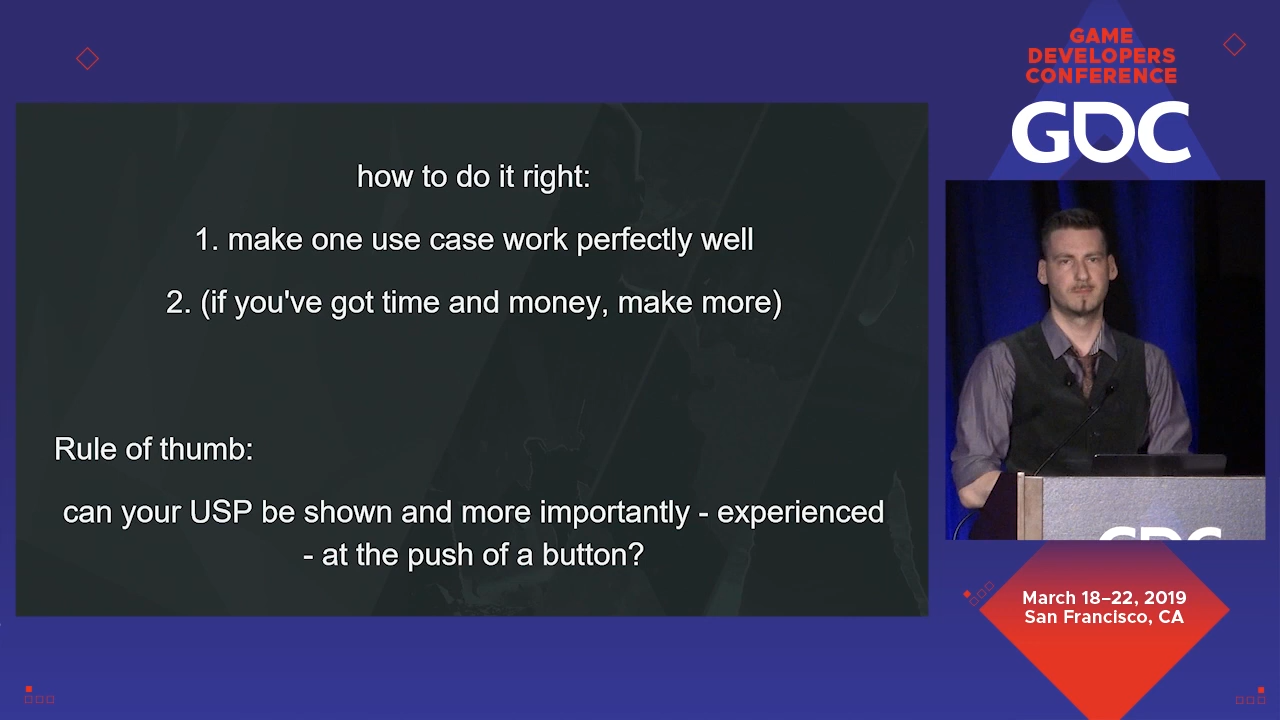 GAME
DEVELOPERS
CONFERENCE
GDC
how to do it right:
1. make one use case work perfectly well
2. (if you've got time and money, make more)
Rule of thumb:
can your USP be shown and more importantly - experienced
- at the push of a button?
GDC
March 18–22, 2019
San Francisco, CA